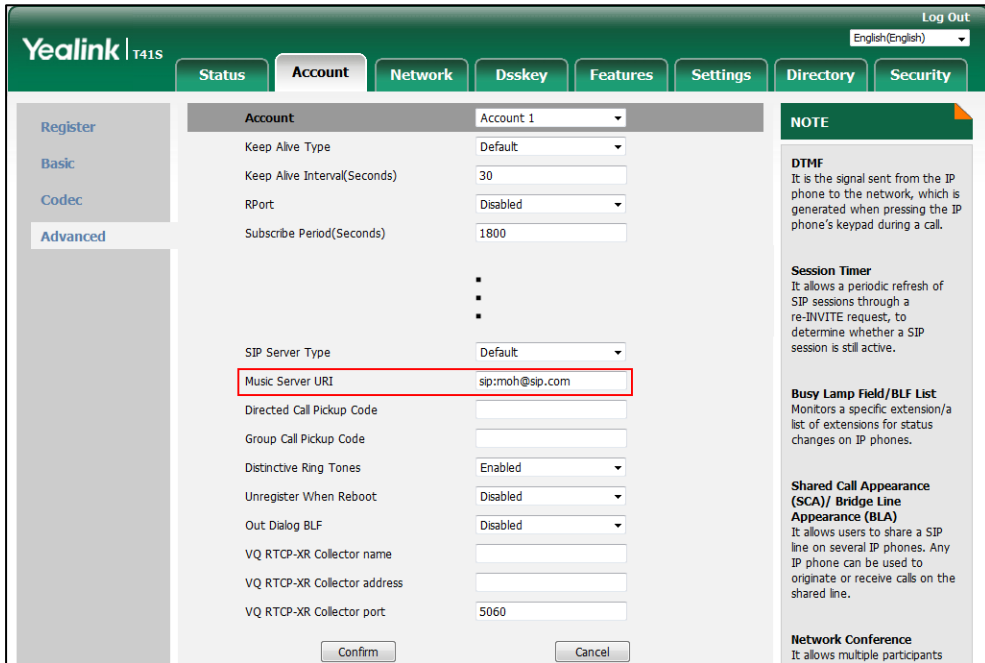 Log Out
Yealink T41S
English(English)
Status Account Network Dsskey Features Settings Directory Security
Register
Basic
Codec
Advanced
Account Account 1
Keep Alive Type Default
Keep Alive Interval(Seconds) 30
RPort Disabled
Subscribe Period(Seconds) 1800
SIP Server Type Default
Music Server URI sip:moh@sip.com
Directed Call Pickup Code
Group Call Pickup Code
Distinctive Ring Tones Enabled
Unregister When Reboot Disabled
Out Dialog BLF Disabled
VQ RTCP-XR Collector name
VQ RTCP-XR Collector address
VQ RTCP-XR Collector port 5060
Confirm Cancel
NOTE
DTMF
It is the signal sent from the IP
phone to the network, which is
generated when pressing the IP
phone's keypad during a call.
Session Timer
It allows a periodic refresh of
SIP sessions through a
re-INVITE request, to
determine whether a SIP
session is still active.
Busy Lamp Field/BLF List
Monitors a specific extension/a
list of extensions for status
changes on IP phones.
Shared Call Appearance
(SCA)/ Bridge Line
Appearance (BLA)
It allows users to share a SIP
line on several IP phones. Any
IP phone can be used to
originate or receive calls on the
shared line.
Network Conference
It allows multiple participants